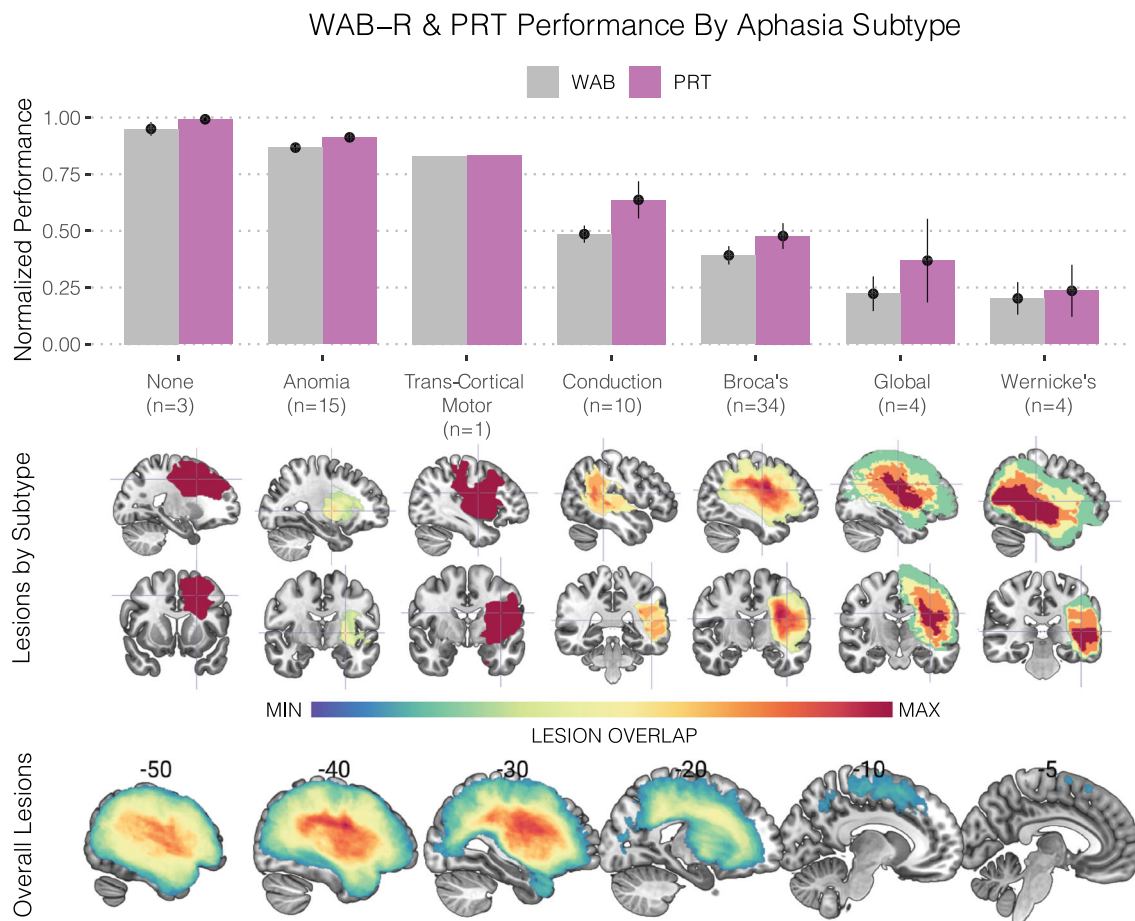 WAB–R & PRT Performance By Aphasia Subtype
WAB PRT
Normalized Performance
1.00
0.75
0.50
0.25
0.00
None
(n=3)
Anomia
(n=15)
Trans-Cortical
Motor
(n=1)
Conduction
(n=10)
Broca's
(n=34)
Global
(n=4)
Wernicke's
(n=4)
Lesions by Subtype
MIN MAX
LESION OVERLAP
Overall Lesions
-50 -40 -30 -20 -10 -5